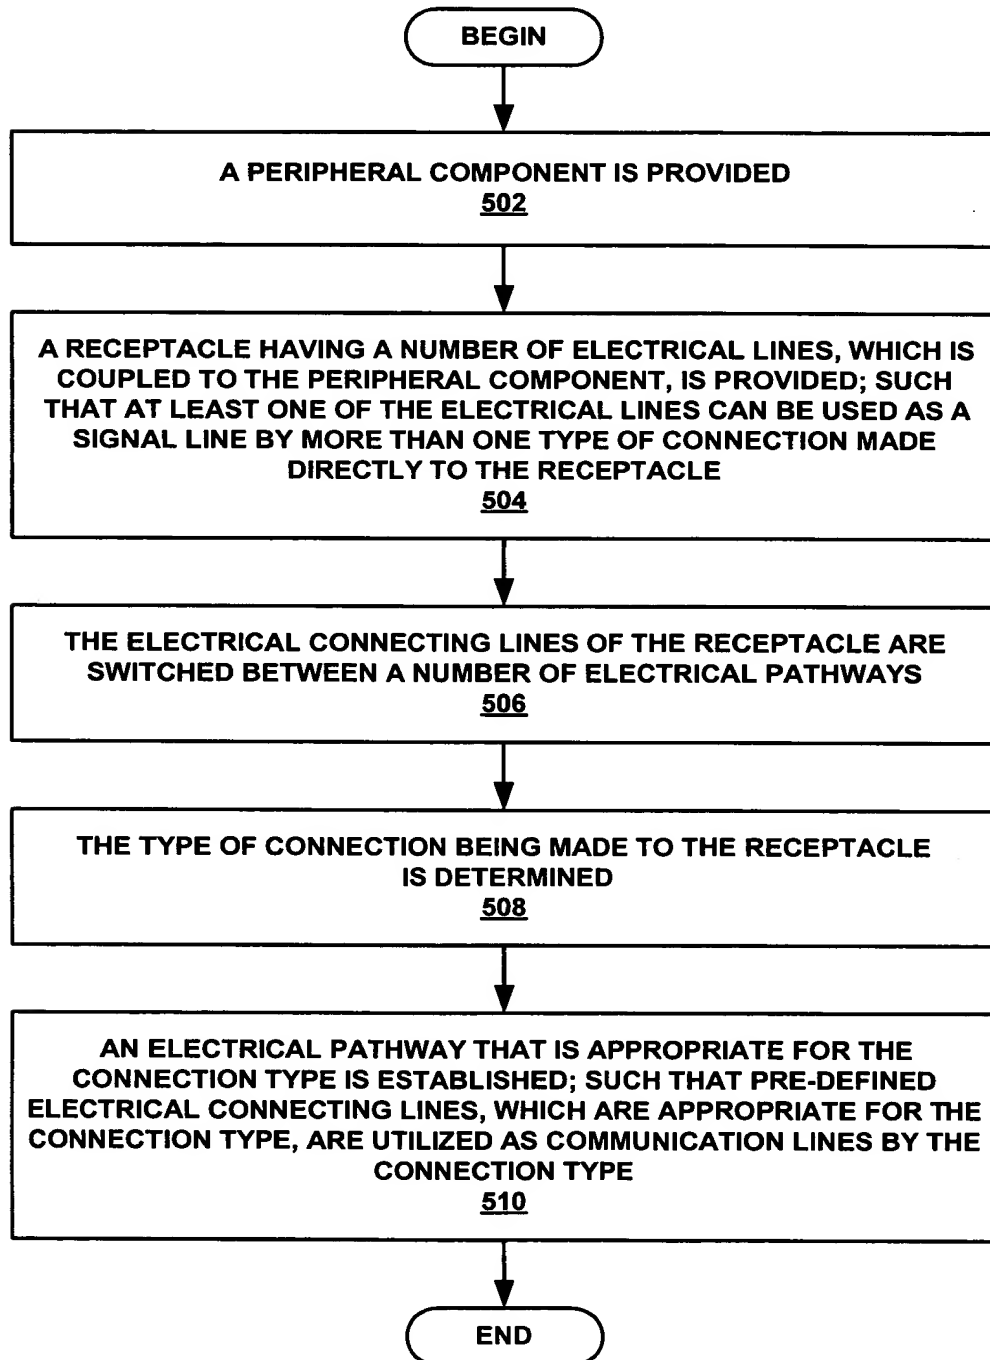 BEGIN
A PERIPHERAL COMPONENT IS PROVIDED
502
A RECEPTACLE HAVING A NUMBER OF ELECTRICAL LINES, WHICH IS
COUPLED TO THE PERIPHERAL COMPONENT, IS PROVIDED; SUCH
THAT AT LEAST ONE OF THE ELECTRICAL LINES CAN BE USED AS A
SIGNAL LINE BY MORE THAN ONE TYPE OF CONNECTION MADE
DIRECTLY TO THE RECEPTACLE
504
THE ELECTRICAL CONNECTING LINES OF THE RECEPTACLE ARE
SWITCHED BETWEEN A NUMBER OF ELECTRICAL PATHWAYS
506
THE TYPE OF CONNECTION BEING MADE TO THE RECEPTACLE
IS DETERMINED
508
AN ELECTRICAL PATHWAY THAT IS APPROPRIATE FOR THE
CONNECTION TYPE IS ESTABLISHED; SUCH THAT PRE-DEFINED
ELECTRICAL CONNECTING LINES, WHICH ARE APPROPRIATE FOR THE
CONNECTION TYPE, ARE UTILIZED AS COMMUNICATION LINES BY THE
CONNECTION TYPE
510
END